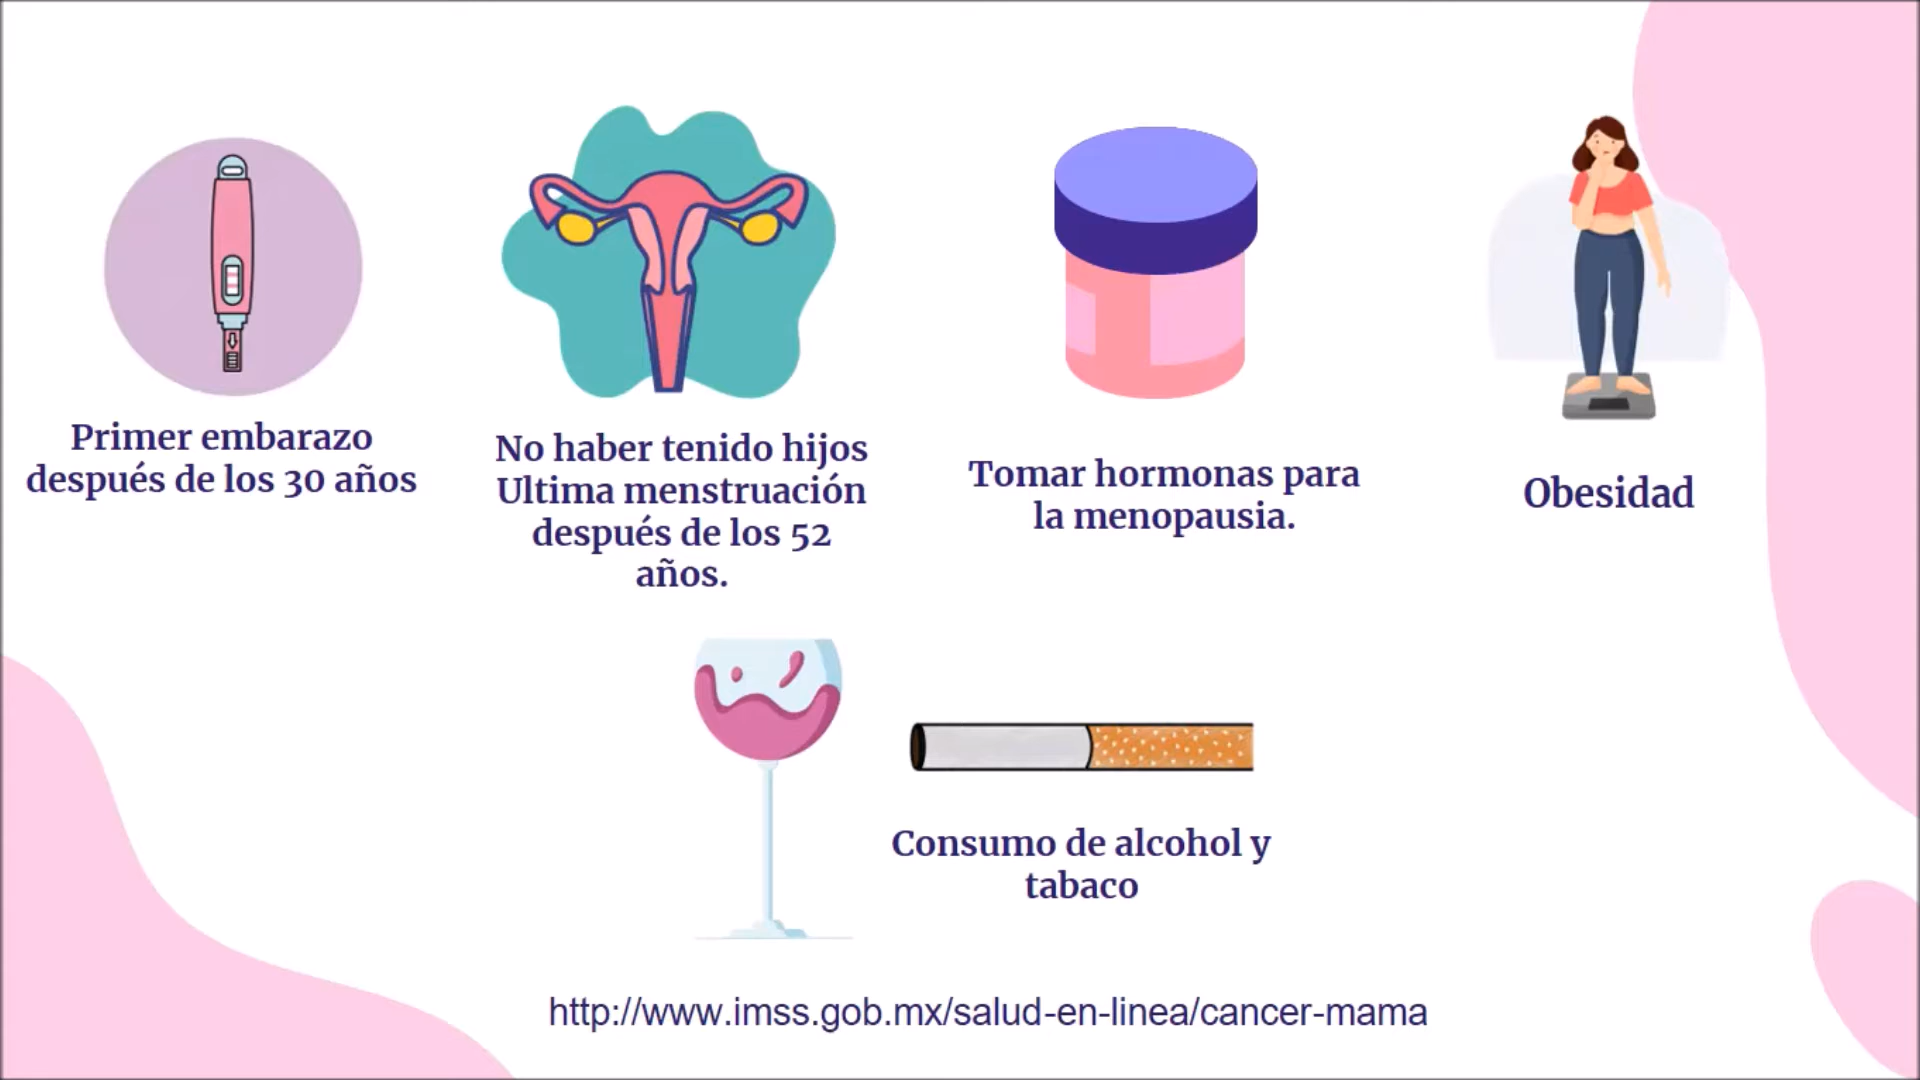 Primer embarazo
después de los 30 años
No haber tenido hijos
Ultima menstruación
después de los 52
años.
Tomar hormonas para
la menopausia.
Obesidad
Consumo de alcohol y
tabaco
http://www.imss.gob.mx/salud-en-linea/cancer-mama